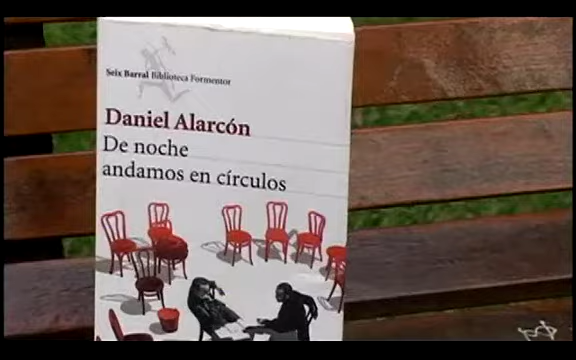 Seix Barral Biblioteca Formentor
Daniel Alarcón
De noche
andamos en círculos